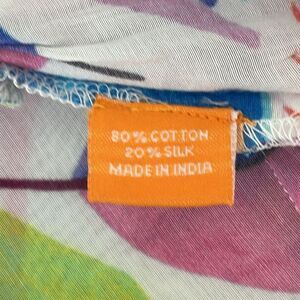 80% COTTON
20% SILK
MADE IN INDIA